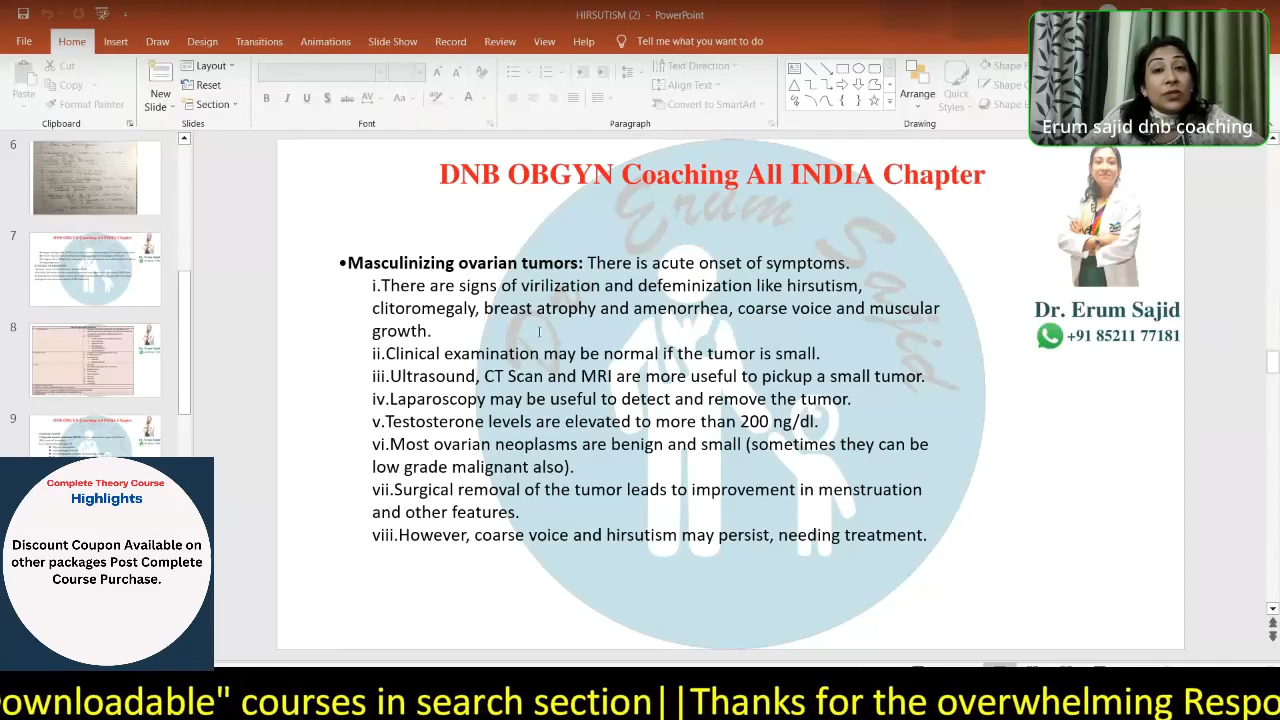 HIRSUTISM (2) - PowerPoint
File Home Insert Draw Design Transitions Animations Slide Show Record Review View Help Tell me what you want to do
Paste
Cut
Copy
Format Painter
Clipboard
New
Slide
Layout
Reset
Section
Slides
Font
Text Direction
Align Text
Convert to SmartArt
Paragraph
Arrange
Quick
Styles
Drawing
Erum sajid dnb coaching
6
7
8
9
DNB OBGYN Coaching All INDIA Chapter
•Masculinizing ovarian tumors: There is acute onset of symptoms.
i.There are signs of virilization and defeminization like hirsutism,
clitoromegaly, breast atrophy and amenorrhea, coarse voice and muscular
growth.
ii.Clinical examination may be normal if the tumor is small.
iii.Ultrasound, CT Scan and MRI are more useful to pickup a small tumor.
iv.Laparoscopy may be useful to detect and remove the tumor.
v.Testosterone levels are elevated to more than 200 ng/dl.
vi.Most ovarian neoplasms are benign and small (sometimes they can be
low grade malignant also).
vii.Surgical removal of the tumor leads to improvement in menstruation
and other features.
viii.However, coarse voice and hirsutism may persist, needing treatment.
Dr. Erum Sajid
+91 85211 77181
Complete Theory Course
Highlights
Discount Coupon Available on
other packages Post Complete
Course Purchase.
ownloadable" courses in search section||Thanks for the overwhelming Respo